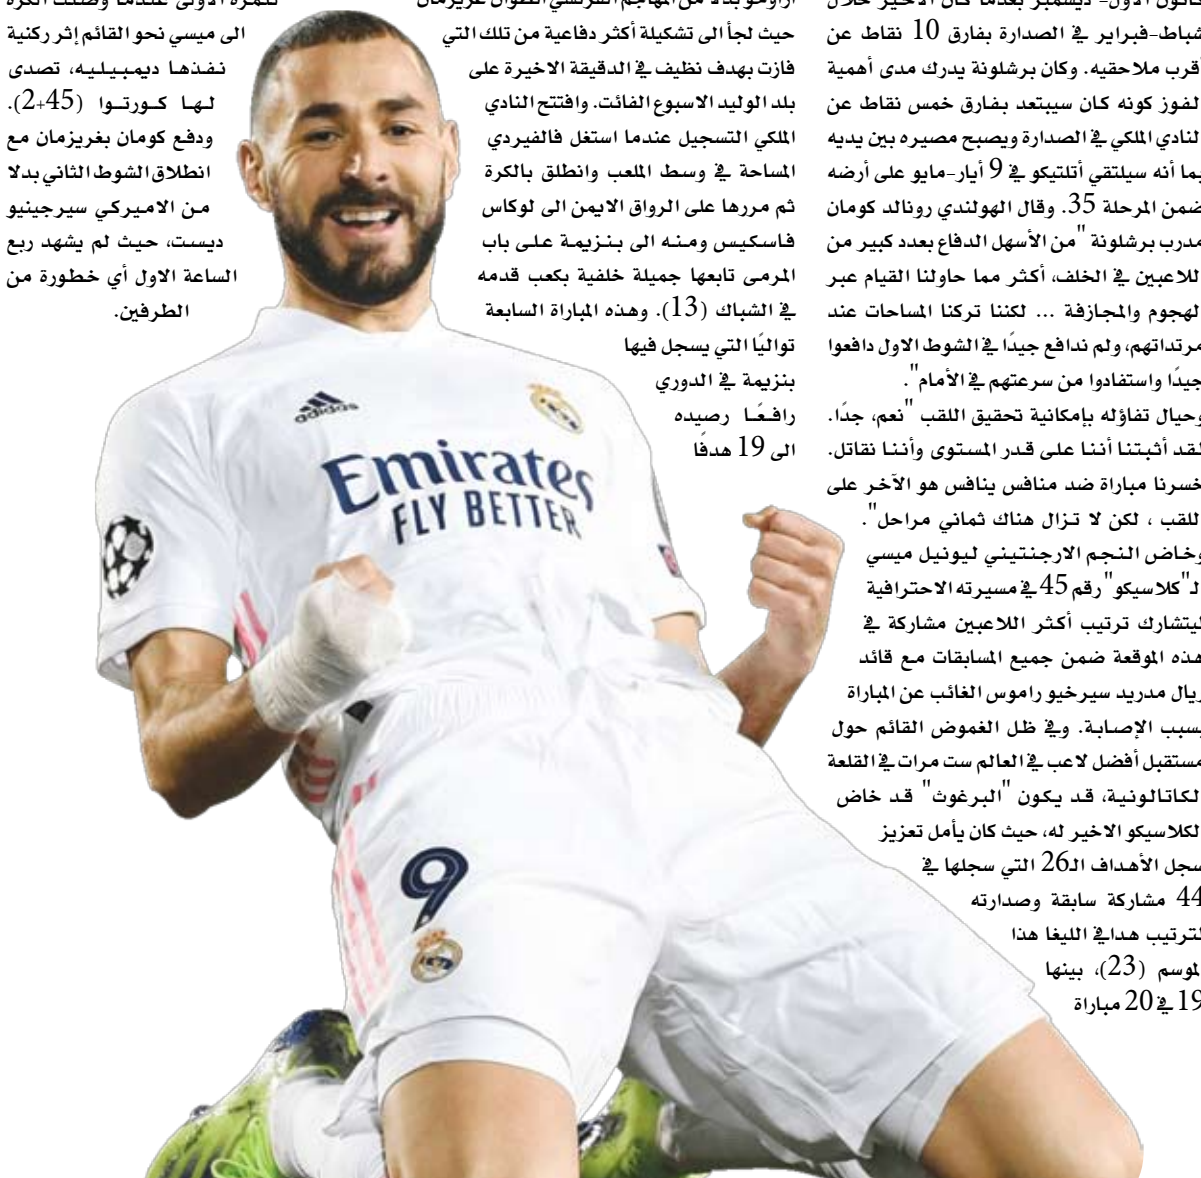 كانون الاول- ديسمبر بعدما كان الاخير خلال
شباط-فبراير في الصدارة بفارق 10 نقاط عن
أقرب ملاحقيه. وكان برشلونة يدرك مدى أهمية
الفوز كونه كان سيبتعد بفارق خمس نقاط عن
النادي الملكي في الصدارة ويصبح مصيره بين يديه
بما أنه سيلتقي أتلتيكو في 9 أيار-مايو على أرضه
ضمن المرحلة 35. وقال الهولندي رونالد كومان
مدرب برشلونة "من الأسهل الدفاع بعدد كبير من
اللاعبين في الخلف، أكثر مما حاولنا القيام عبر
الهجوم والمجازفة ... لكننا تركنا المساحات عند
مرتداتهم، ولم ندافع جيدًا في الشوط الاول دافعوا
جيدًا واستفادوا من سرعتهم في الأمام".
وحيال تفاؤله بإمكانية تحقيق اللقب "نعم، جدًا.
لقد أثبتنا أننا على قدر المستوى وأننا نقاتل.
خسرنا مباراة ضد منافس ينافس هو الآخر على
اللقب ، لكن لا تزال هناك ثماني مراحل".
وخاض النجم الارجنتيني ليونيل ميسي
الـ"كلاسيكو" رقم 45 في مسيرته الاحترافية
ليتشارك ترتيب أكثر اللاعبين مشاركة في
هذه الموقعة ضمن جميع المسابقات مع قائد
ريال مدريد سيرخيو راموس الغائب عن المباراة
بسبب الإصابة. وفي ظل الغموض القائم حول
مستقبل أفضل لاعب في العالم ست مرات في القلعة
الكاتالونية، قد يكون "البرغوث" قد خاض
الكلاسيكو الاخير له، حيث كان يأمل تعزيز
سجل الأهداف الـ26 التي سجلها في
44 مشاركة سابقة وصدارته
لترتيب هدافي الليغا هذا
الموسم (23)، بينها
19 في 20 مباراة
حيث لجأ الى تشكيلة أكثر دفاعية من تلك التي
فازت بهدف نظيف في الدقيقة الاخيرة على
بلد الوليد الاسبوع الفائت. وافتتح النادي
الملكي التسجيل عندما استغل فالفيردي
المساحة في وسط الملعب وانطلق بالكرة
ثم مررها على الرواق الايمن الى لوكاس
فاسكيس ومنه الى بنزيمة على باب
المرمى تابعها جميلة خلفية بكعب قدمه
في الشباك (13). وهذه المباراة السابعة
تواليًا التي يسجل فيها
بنزيمة في الدوري
رافعًا رصيده
الى 19 هدفًا
للمرة الاولى عندما وصلت الكرة
الى ميسي نحو القائم إثر ركنية
نفذها ديمبيليه، تصدى
لها كورتوا (45+2).
ودفع كومان بغريزمان مع
انطلاق الشوط الثاني بدلا
من الاميركي سيرجينيو
ديست، حيث لم يشهد ربع
الساعة الاول أي خطورة من
الطرفين.
adidas
Emirates
FLY BETTER
9